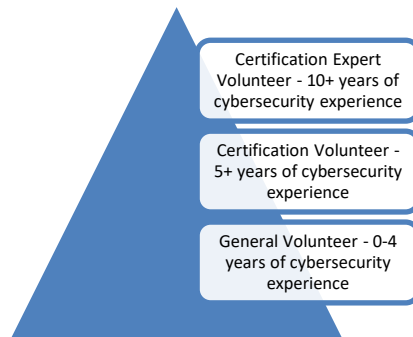 Certification Expert
Volunteer - 10+ years of
cybersecurity experience
Certification Volunteer -
5+ years of cybersecurity
experience
General Volunteer - 0-4
years of cybersecurity
experience